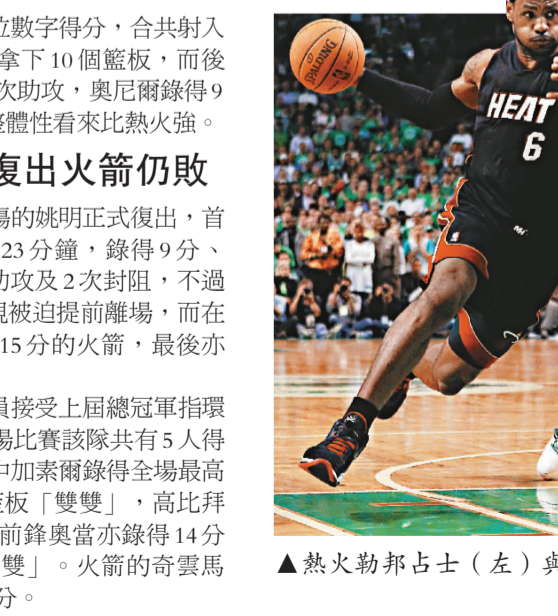 位數字得分，合共射入
拿下10個籃板，而後
次助攻，奧尼爾錄得9
整體性看來比熱火強。
復出火箭仍敗
傷的姚明正式復出，首
23分鐘，錄得9分、
助攻及2次封阻，不過
現被迫提前離場，而在
15分的火箭，最後亦
員接受上屆總冠軍指環
場比賽該隊共有5人得
中加素爾錄得全場最高
籃板「雙雙」，高比拜
前鋒奧當亦錄得14分
雙」。火箭的奇雲馬
分。
SPALDING
HEAT
6
▲熱火勒邦占士（左）與